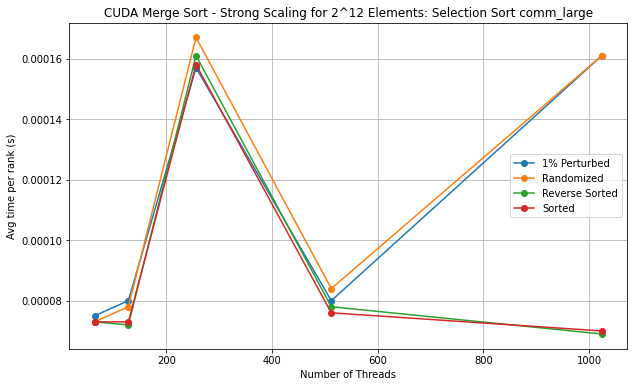 CUDA Merge Sort - Strong Scaling for 2^12 Elements: Selection Sort comm_large
Avg time per rank (s)
0.00016
0.00014
0.00012
0.00010
0.00008
1% Perturbed
Randomized
Reverse Sorted
Sorted
200 400 600 800 1000
Number of Threads